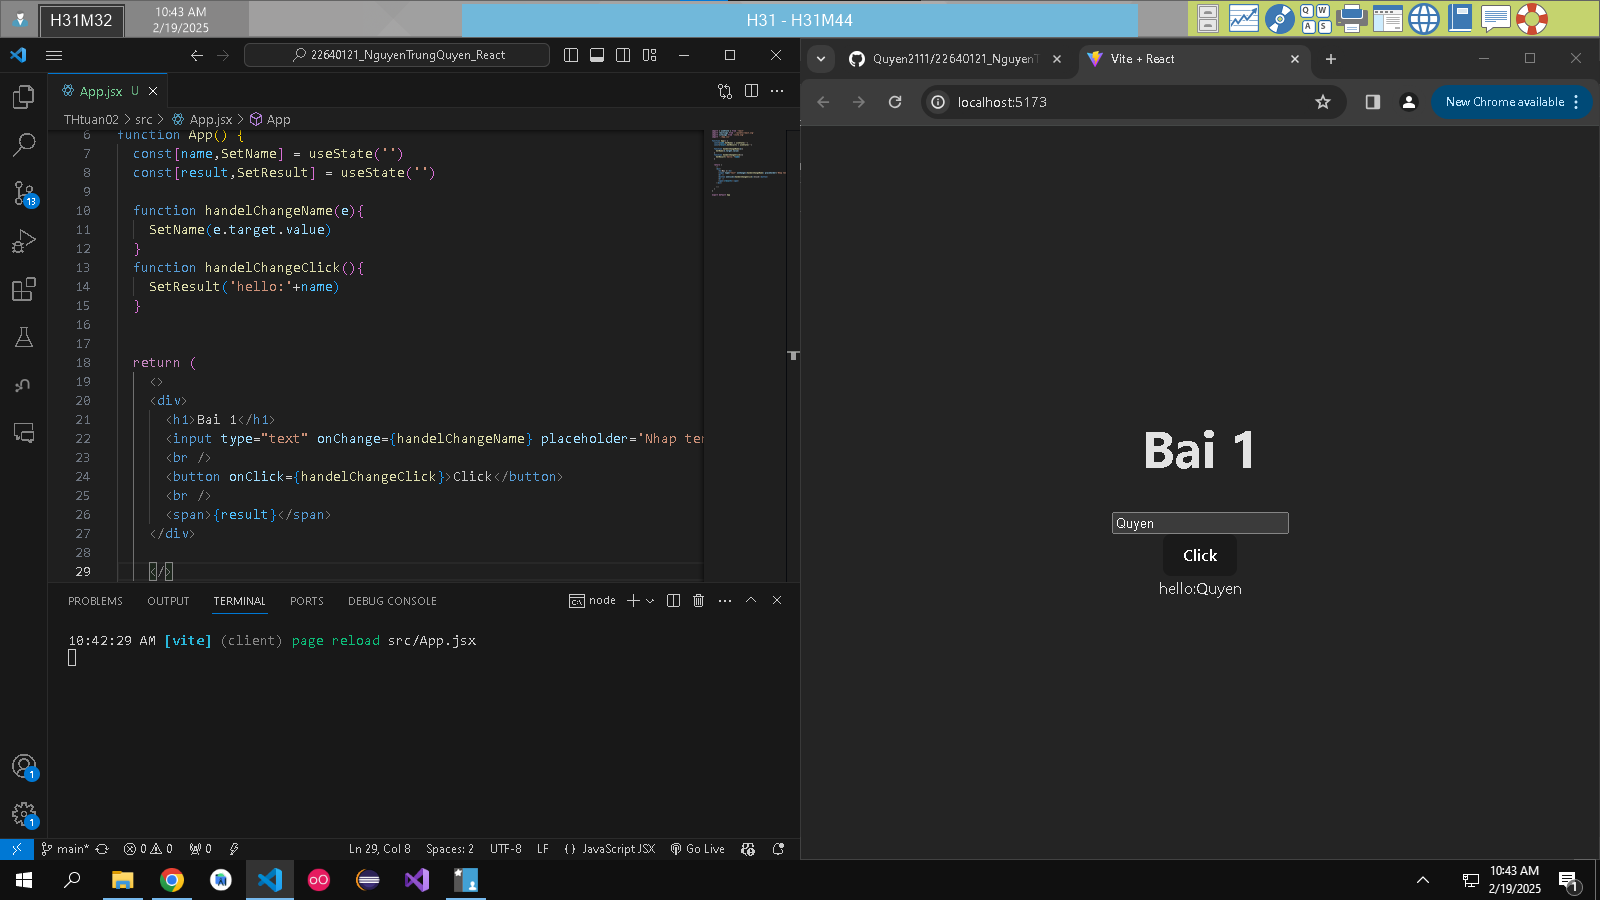 H31M32
10:43 AM
2/19/2025
H31 - H31M44
Q W
A S
22640121_NguyenTrungQuyen_React
Quyen2111/22640121_NguyenT
Vite + React
App.jsx U
localhost:5173
New Chrome available
THtuan02 > src > App.jsx > App
6 function App() {
7 const[name,SetName] = useState('')
8 const[result,SetResult] = useState('')
9
10 function handelChangeName(e){
11 SetName(e.target.value)
12 }
13 function handelChangeClick(){
14 SetResult('hello:'+name)
15 }
16
17
18 return (
19 <>
20 <div>
21 <h1>Bai 1</h1>
22 <input type="text" onChange={handelChangeName} placeholder='Nhap ten
23 <br />
24 <button onClick={handelChangeClick}>Click</button>
25 <br />
26 <span>{result}</span>
27 </div>
28
29 </>
13
Bai 1
Quyen
Click
hello:Quyen
PROBLEMS OUTPUT TERMINAL PORTS DEBUG CONSOLE
node
10:42:29 AM [vite] (client) page reload src/App.jsx
1
1
main* 0 0 0
Ln 29, Col 8 Spaces: 2 UTF-8 LF {} JavaScript JSX Go Live
10:43 AM
2/19/2025
1